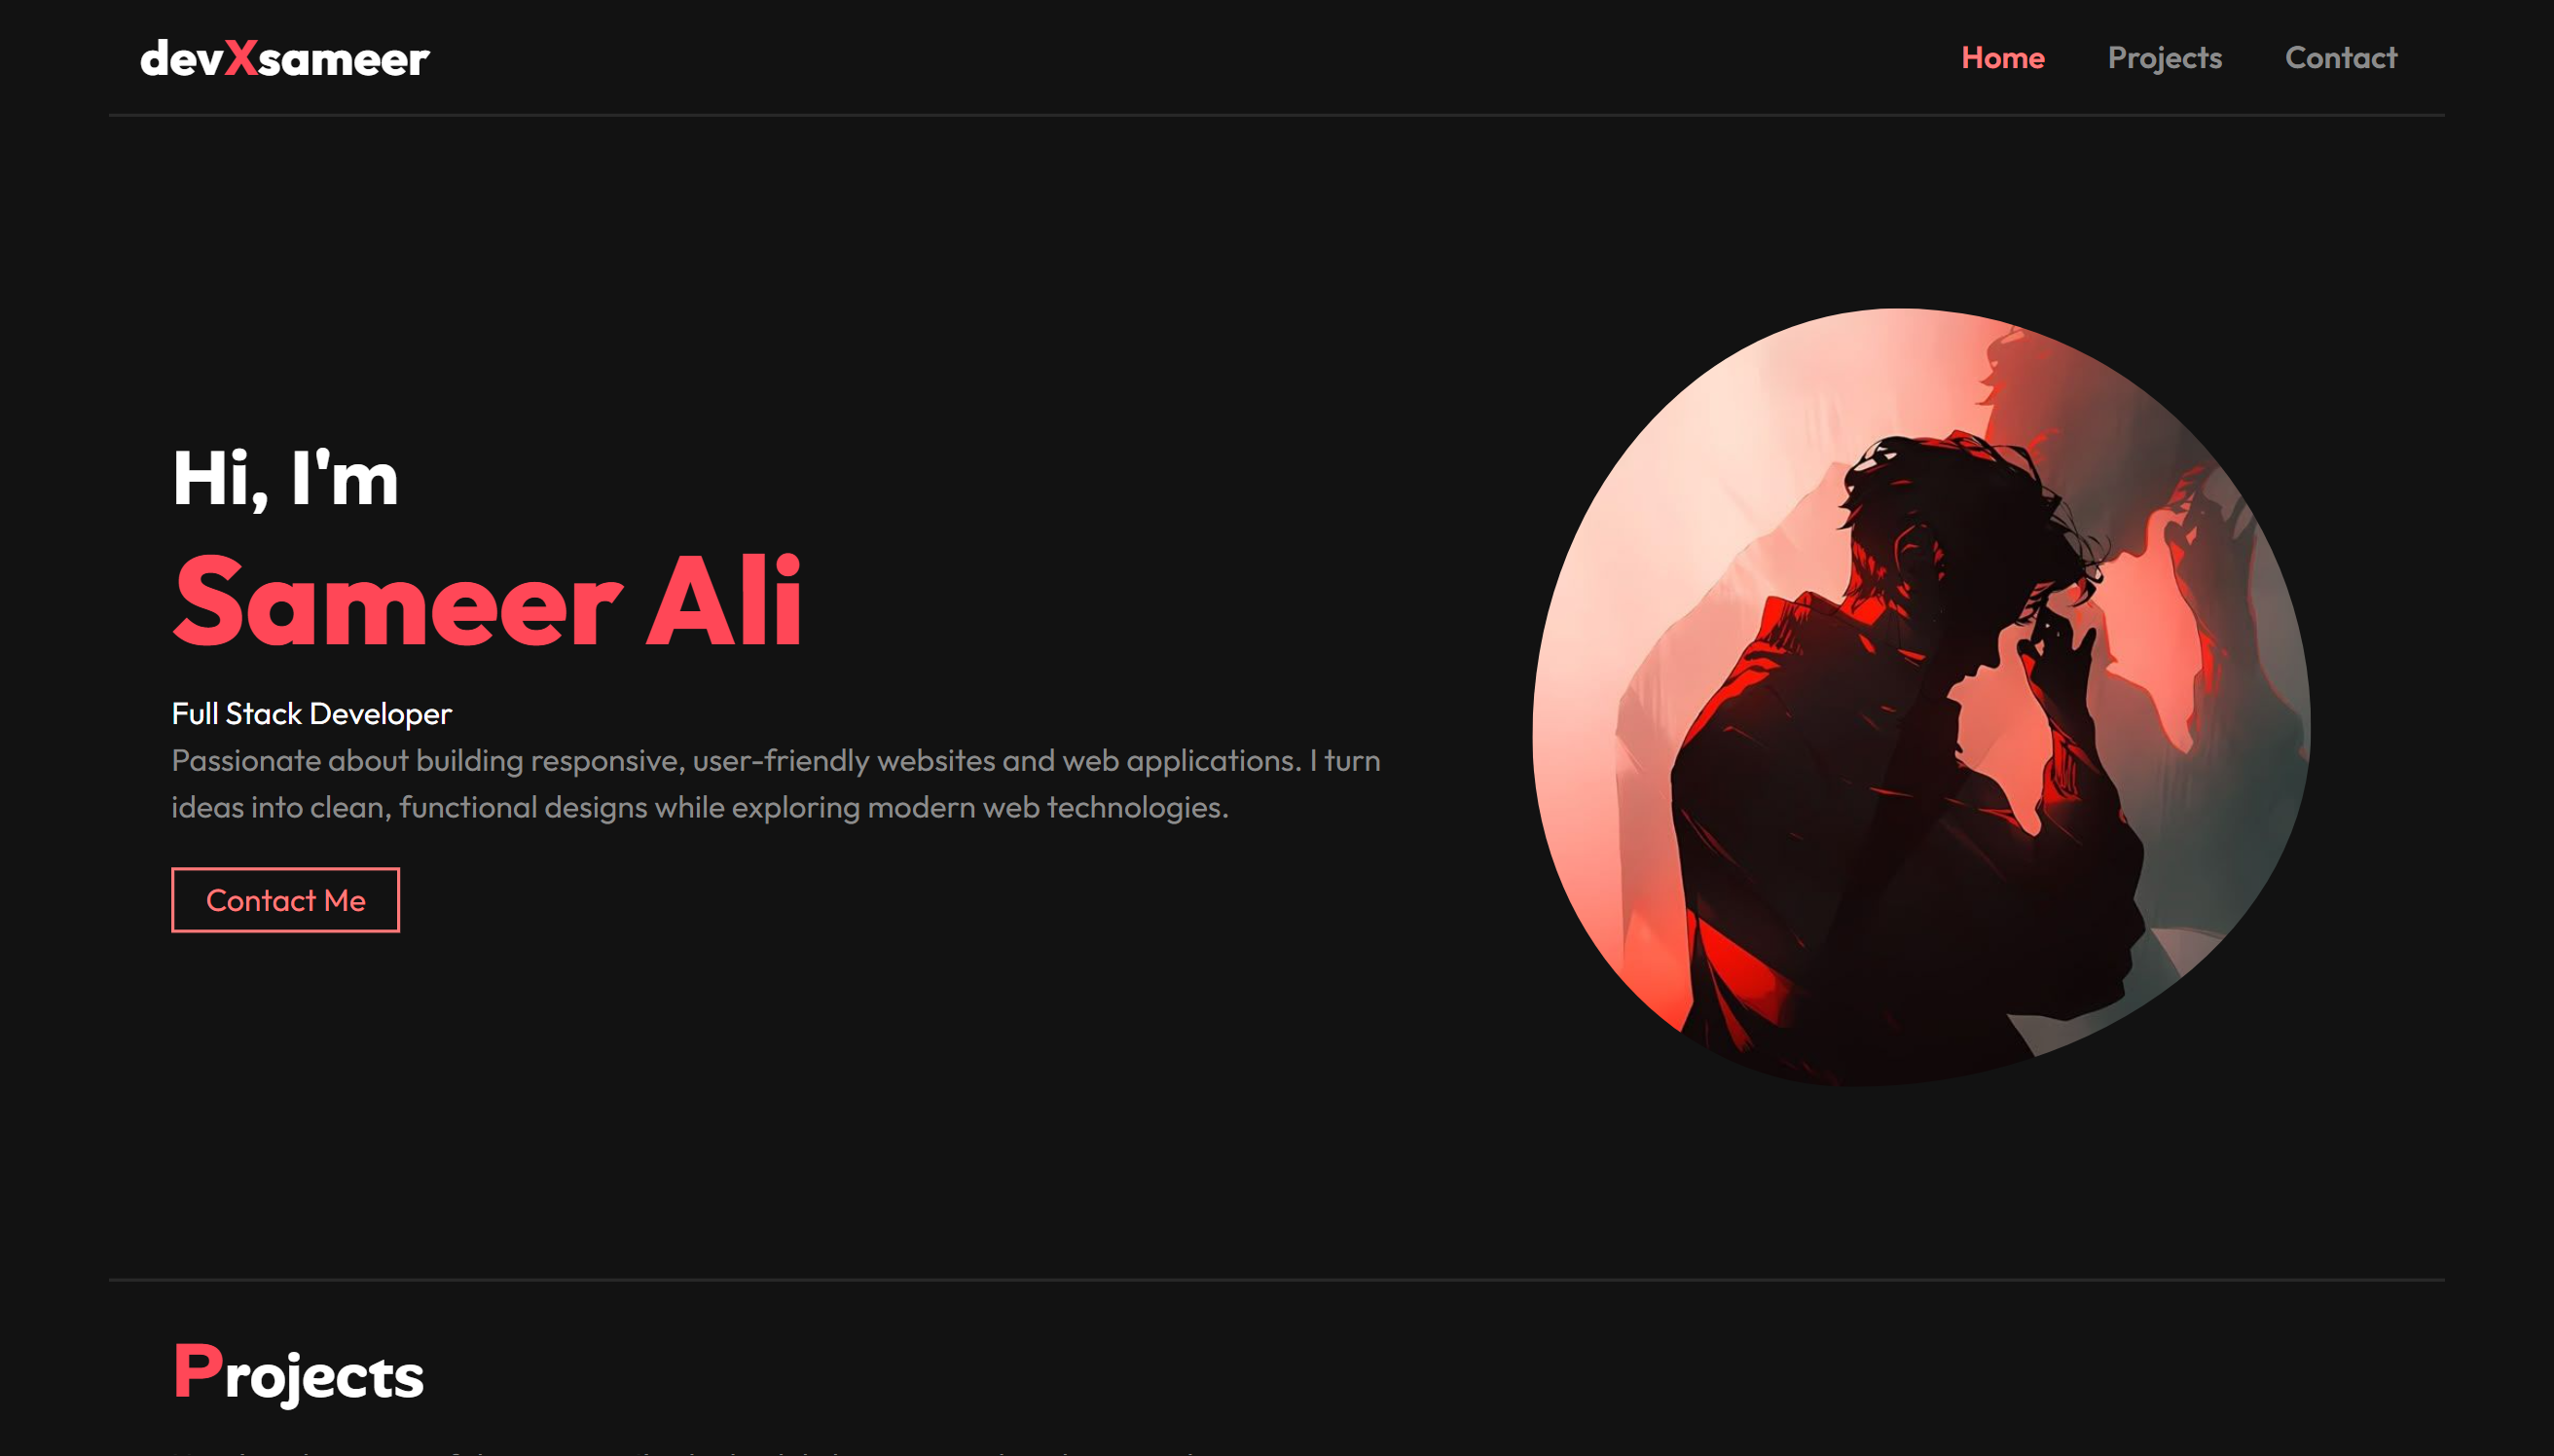 devXsameer
Home Projects Contact
Hi, I'm
Sameer Ali
Full Stack Developer
Passionate about building responsive, user-friendly websites and web applications. I turn
ideas into clean, functional designs while exploring modern web technologies.
Contact Me
Projects